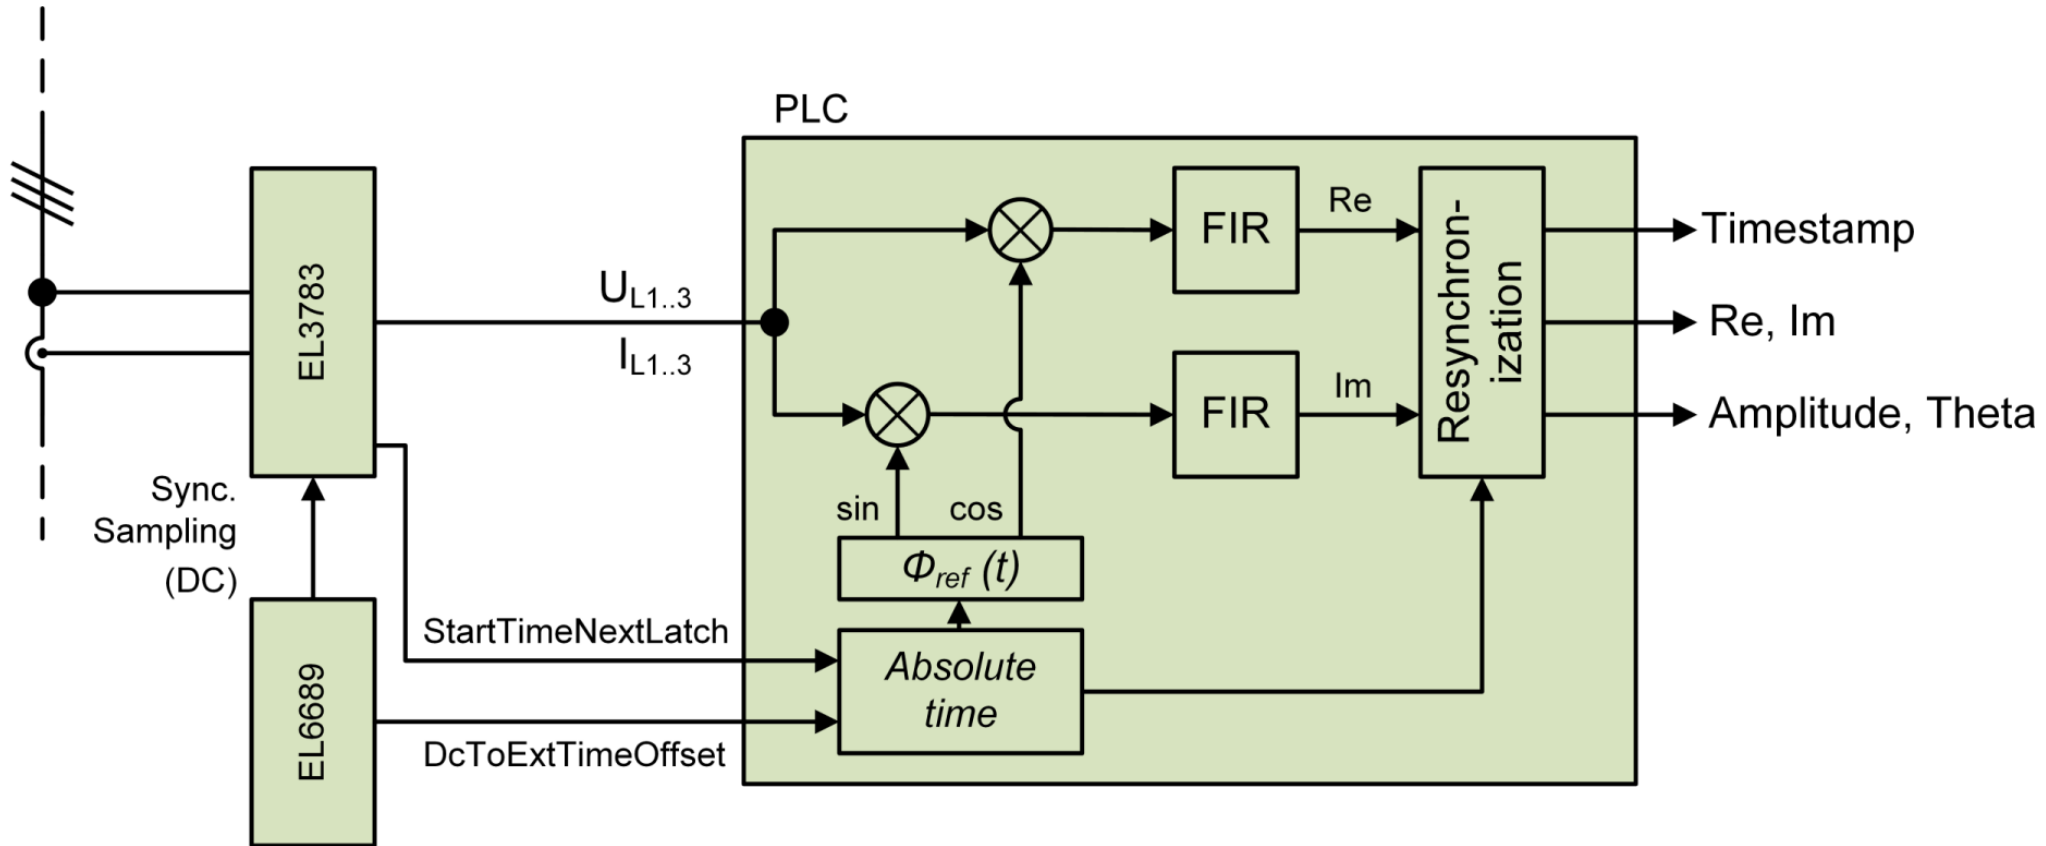 PLC
EL3783
U_L1..3
I_L1..3
FIR
Re
FIR
Im
Resynchron-
ization
Timestamp
Re, Im
Amplitude, Theta
Sync.
Sampling
(DC)
sin
cos
Φ_ref (t)
StartTimeNextLatch
Absolute
time
EL6689
DcToExtTimeOffset